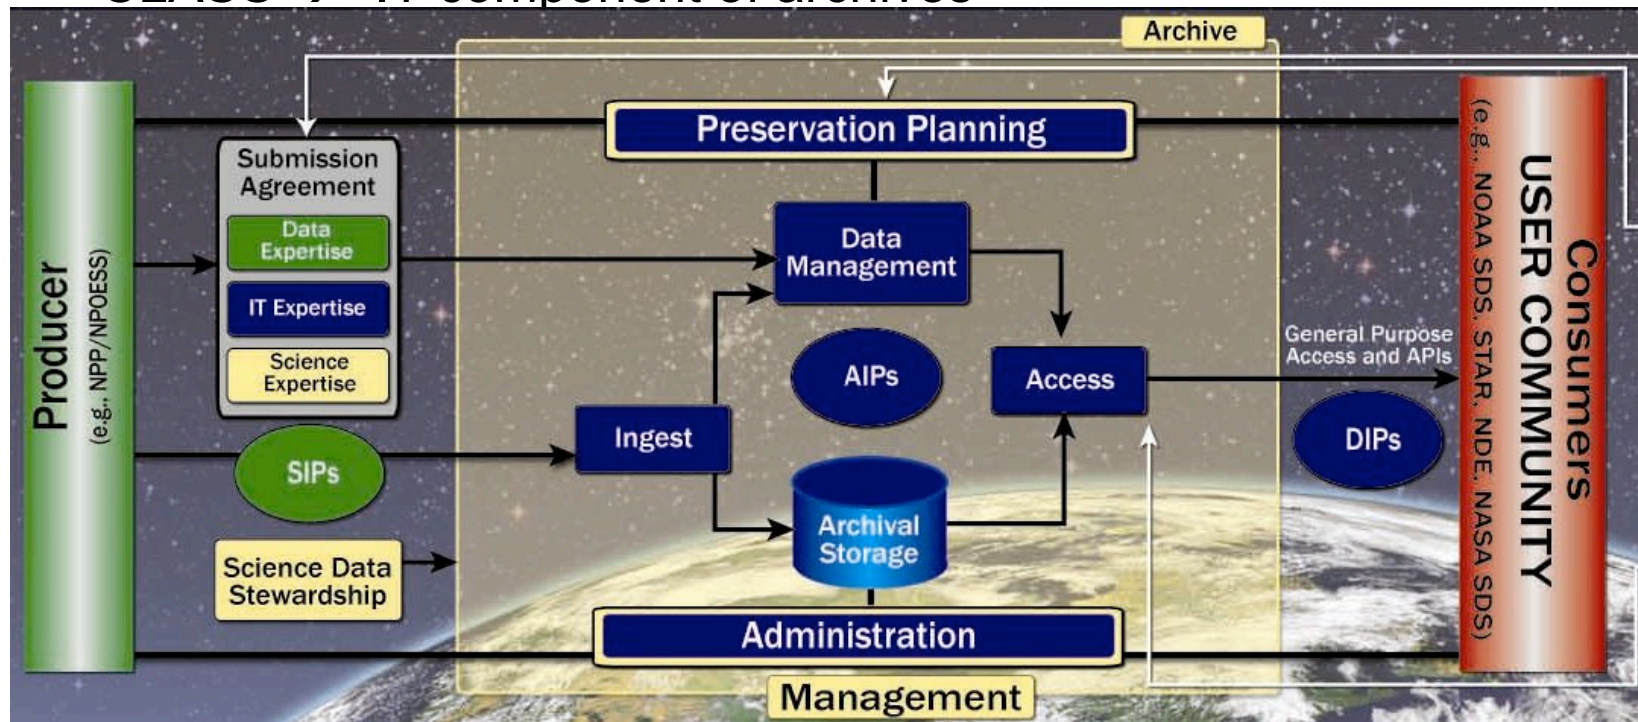 Archive
Preservation Planning
Submission
Agreement
Data
Expertise
IT Expertise
Science
Expertise
Data
Management
Producer
(e.g., NPP/NPOESS)
AIPs
Access
General Purpose
Access and APIs
Consumers
USER COMMUNITY
(e.g., NOAA SDS, STAR, NDE, NASA SDS)
Ingest
DIPs
SIPs
Archival
Storage
Science Data
Stewardship
Administration
Management